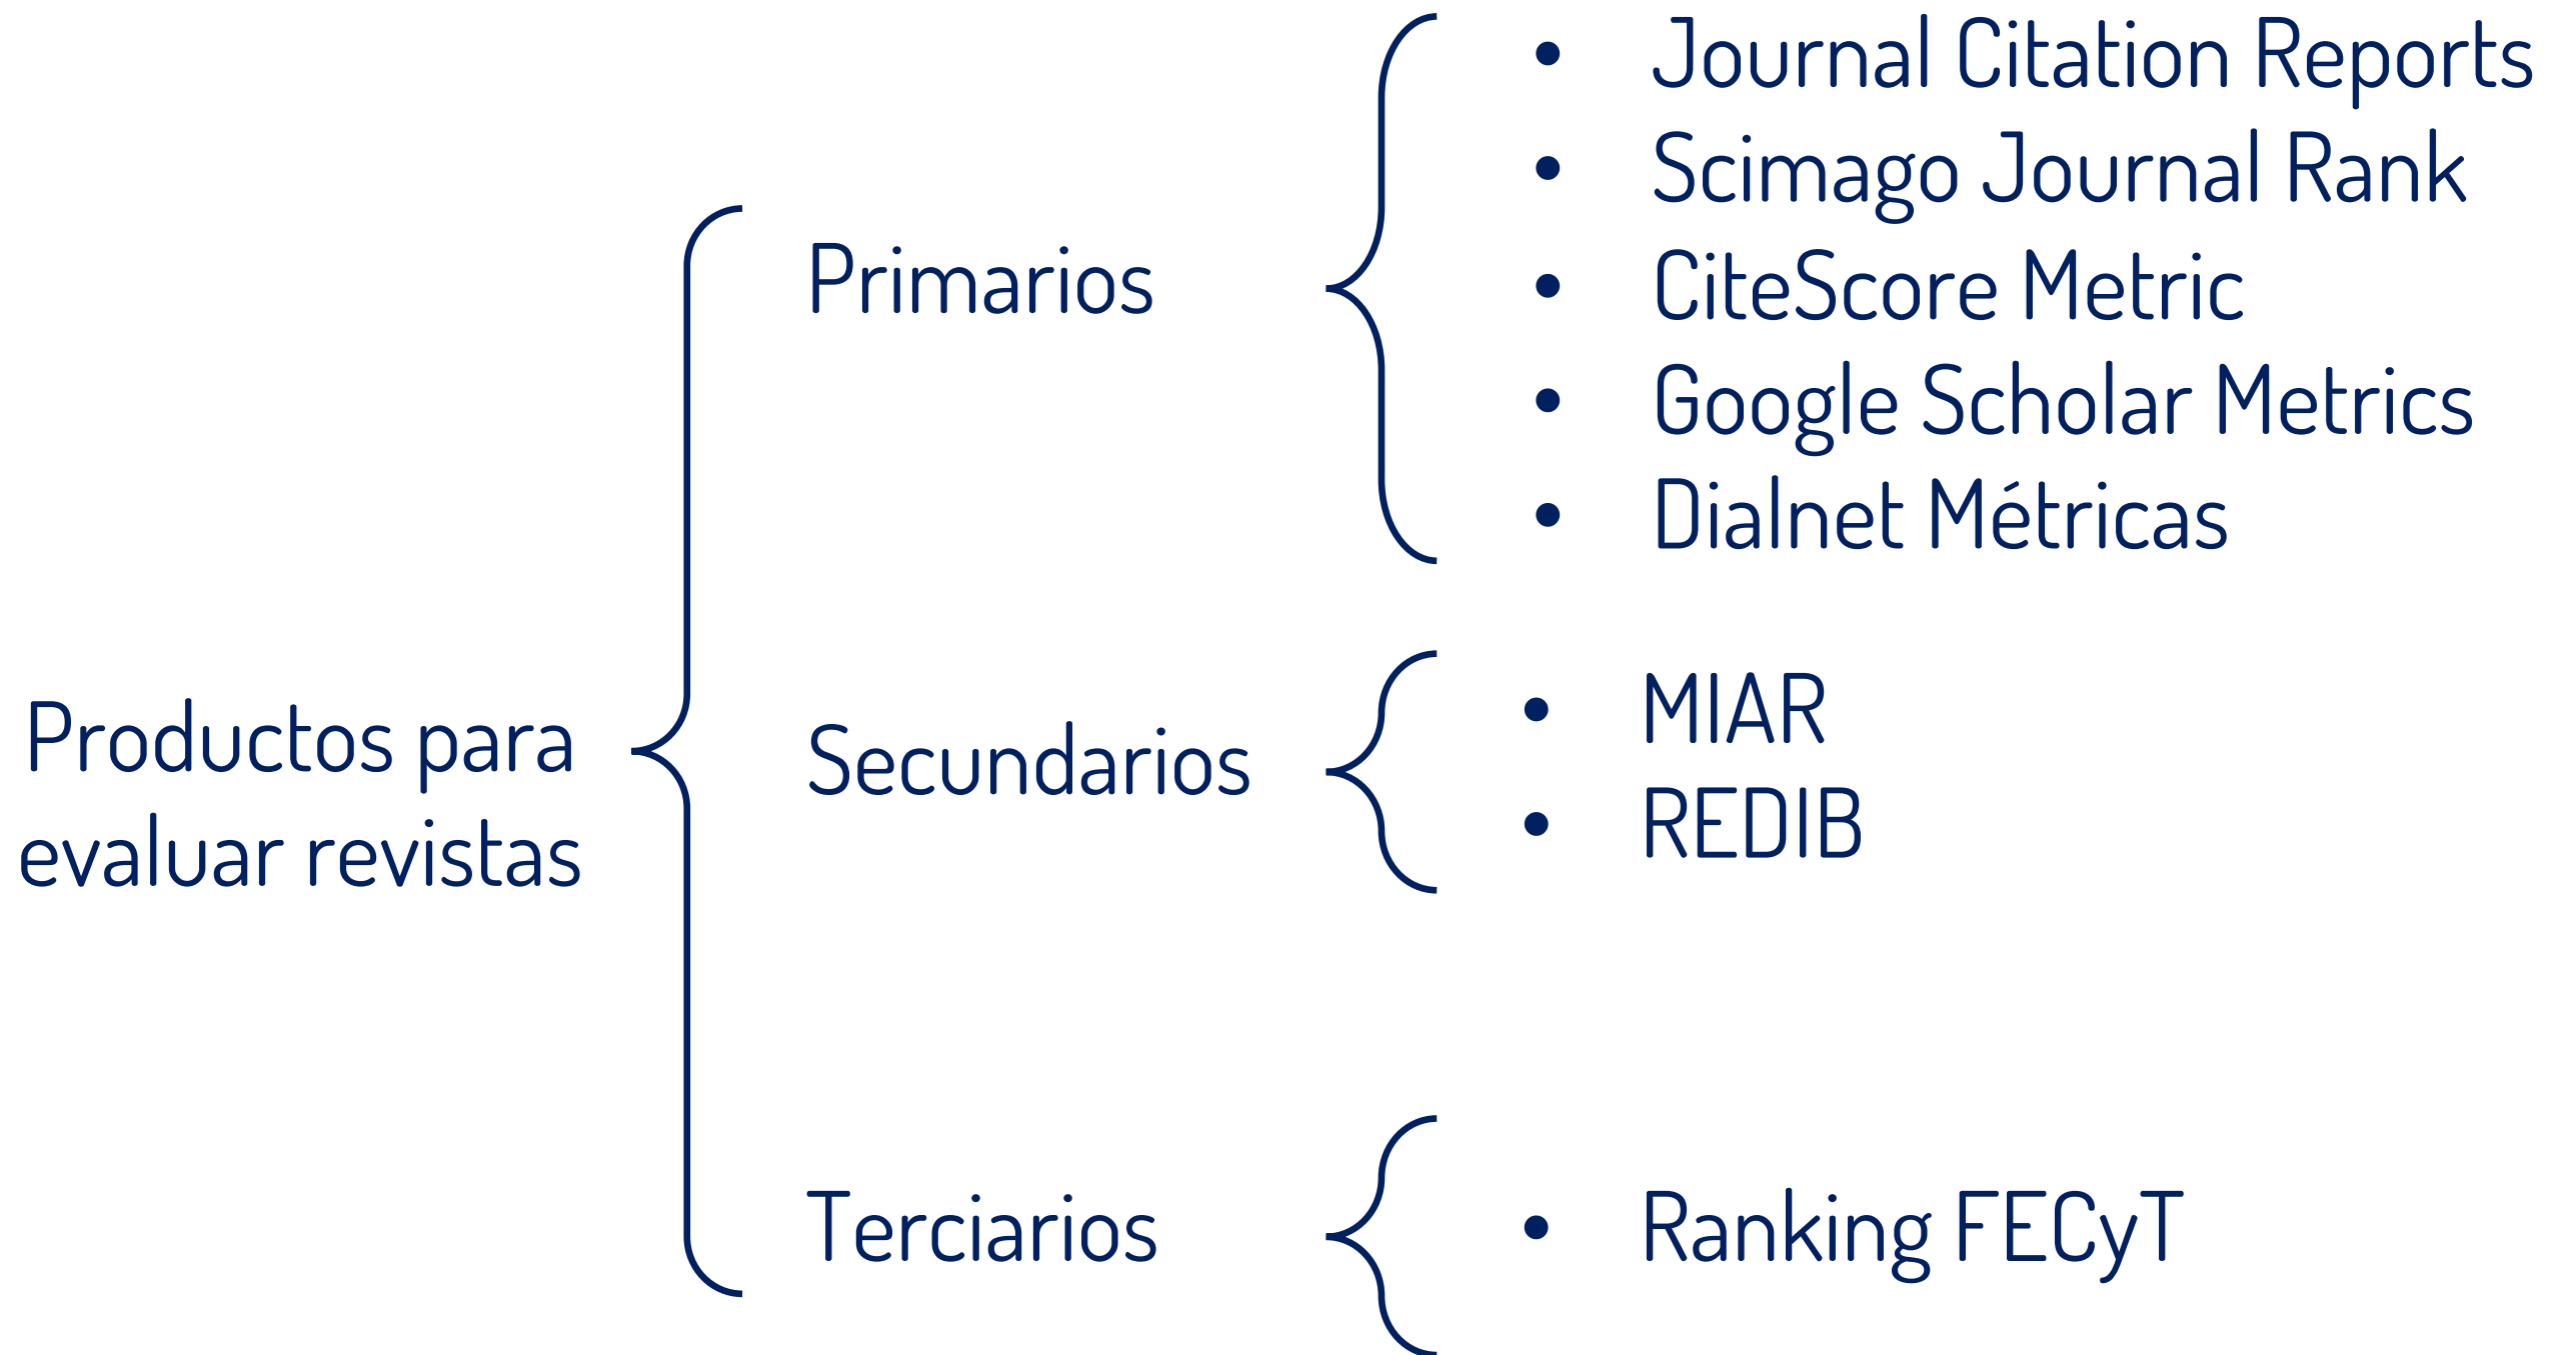 Productos para
evaluar revistas
Primarios
• Journal Citation Reports
• Scimago Journal Rank
• CiteScore Metric
• Google Scholar Metrics
• Dialnet Métricas
Secundarios
• MIAR
• REDIB
Terciarios
• Ranking FECyT